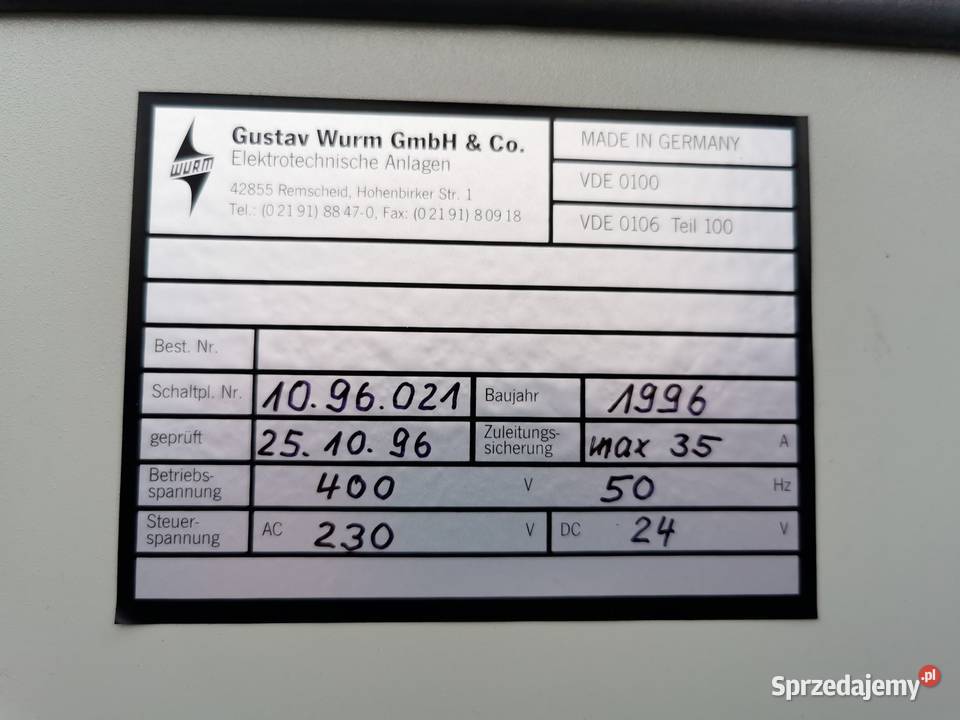 WURM
Gustav Wurm GmbH & Co.
Elektrotechnische Anlagen
42855 Remscheid, Hohenbirker Str. 1
Tel.: (0 21 91) 88 47-0, Fax: (0 21 91) 8 09 18
MADE IN GERMANY
VDE 0100
VDE 0106 Teil 100
Best. Nr.
Schaltpl. Nr. 10.96.021 Baujahr 1996
geprüft 25.10.96 Zuleitungs-
sicherung max 35 A
Betriebs-
spannung 400 V 50 Hz
Steuer-
spannung AC 230 V DC 24 V
Sprzedajemy.pl